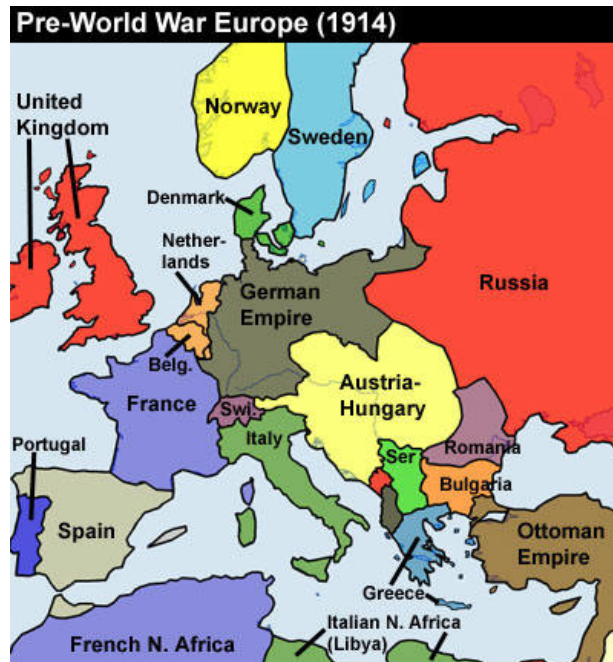 Pre-World War Europe (1914)
United
Kingdom
Norway
Sweden
Denmark
Nether-
lands
German
Empire
Russia
Belg.
France
Swi.
Austria-
Hungary
Italy
Ser
Romania
Bulgaria
Portugal
Spain
Ottoman
Empire
Greece
Italian N. Africa
(Libya)
French N. Africa